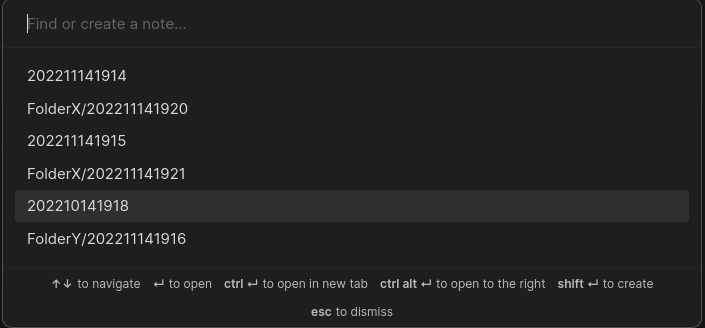 Find or create a note...
202211141914
FolderX/202211141920
202211141915
FolderX/202211141921
202210141918
FolderY/202211141916
↑↓ to navigate ↵ to open ctrl ↵ to open in new tab ctrl alt ↵ to open to the right shift ↵ to create
esc to dismiss